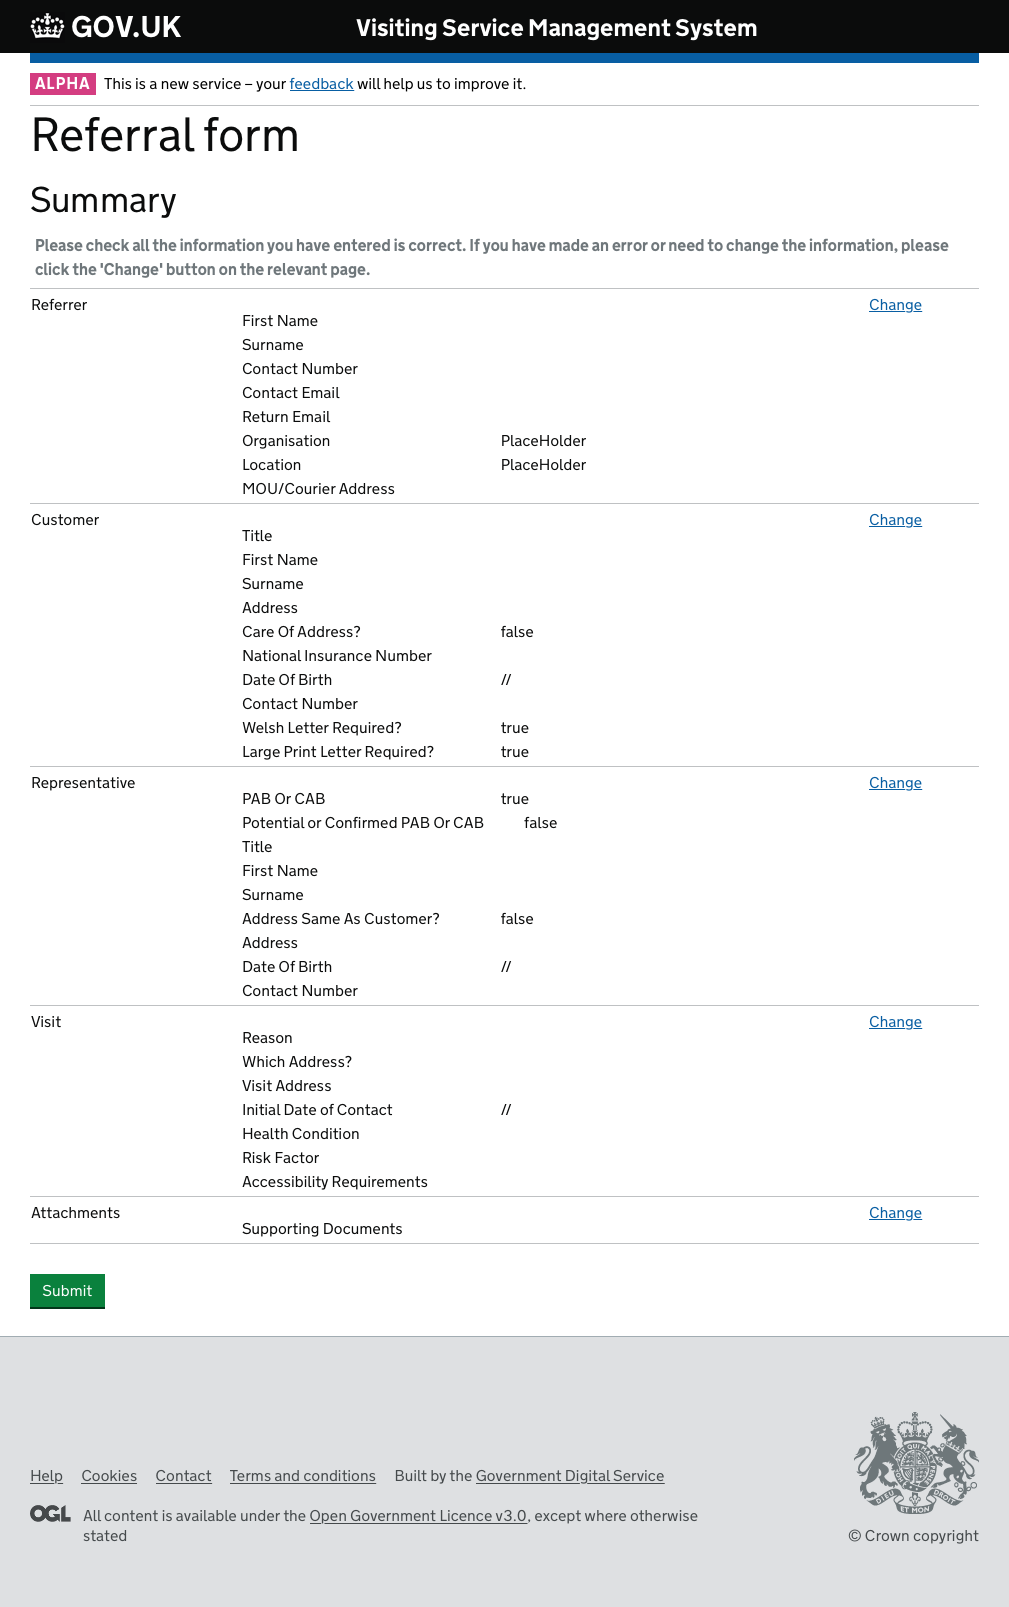 GOV.UK Visiting Service Management System
ALPHA This is a new service – your feedback will help us to improve it.
Referral form
Summary
Please check all the information you have entered is correct. If you have made an error or need to change the information, please
click the 'Change' button on the relevant page.
Referrer Change
First Name
Surname
Contact Number
Contact Email
Return Email
Organisation PlaceHolder
Location PlaceHolder
MOU/Courier Address
Customer Change
Title
First Name
Surname
Address
Care Of Address? false
National Insurance Number
Date Of Birth //
Contact Number
Welsh Letter Required? true
Large Print Letter Required? true
Representative Change
PAB Or CAB true
Potential or Confirmed PAB Or CAB false
Title
First Name
Surname
Address Same As Customer? false
Address
Date Of Birth //
Contact Number
Visit Change
Reason
Which Address?
Visit Address
Initial Date of Contact //
Health Condition
Risk Factor
Accessibility Requirements
Attachments Change
Supporting Documents
Submit
Help Cookies Contact Terms and conditions Built by the Government Digital Service
OGL All content is available under the Open Government Licence v3.0, except where otherwise
stated
© Crown copyright